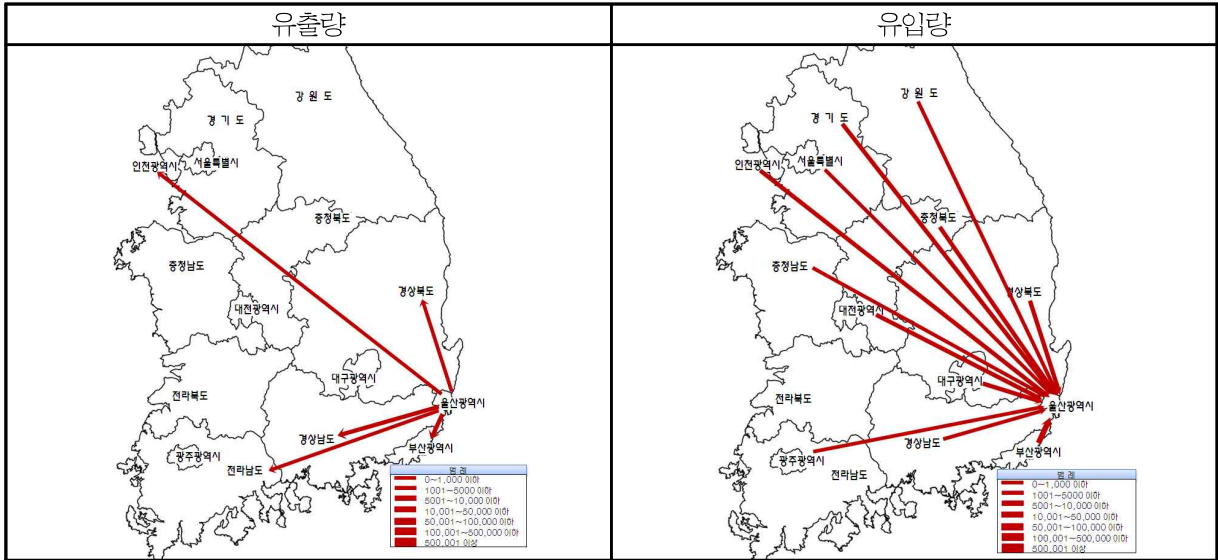 유출량
유입량
강 원 도
경 기 도
인천광역시
서울특별시
충청북도
충청남도
경상북도
대전광역시
대구광역시
전라북도
울산광역시
경상남도
부산광역시
광주광역시
전라남도
범 례
0~1,000 이하
1001~5000 이하
5001~10,000 이하
10,001~50,000 이하
50,001~100,000 이하
100,001~500,000 이하
500,001 이상
강 원 도
경 기 도
인천광역시
서울특별시
충청북도
충청남도
경상북도
대전광역시
대구광역시
전라북도
울산광역시
경상남도
부산광역시
광주광역시
전라남도
범 례
0~1,000 이하
1001~5000 이하
5001~10,000 이하
10,001~50,000 이하
50,001~100,000 이하
100,001~500,000 이하
500,001 이상